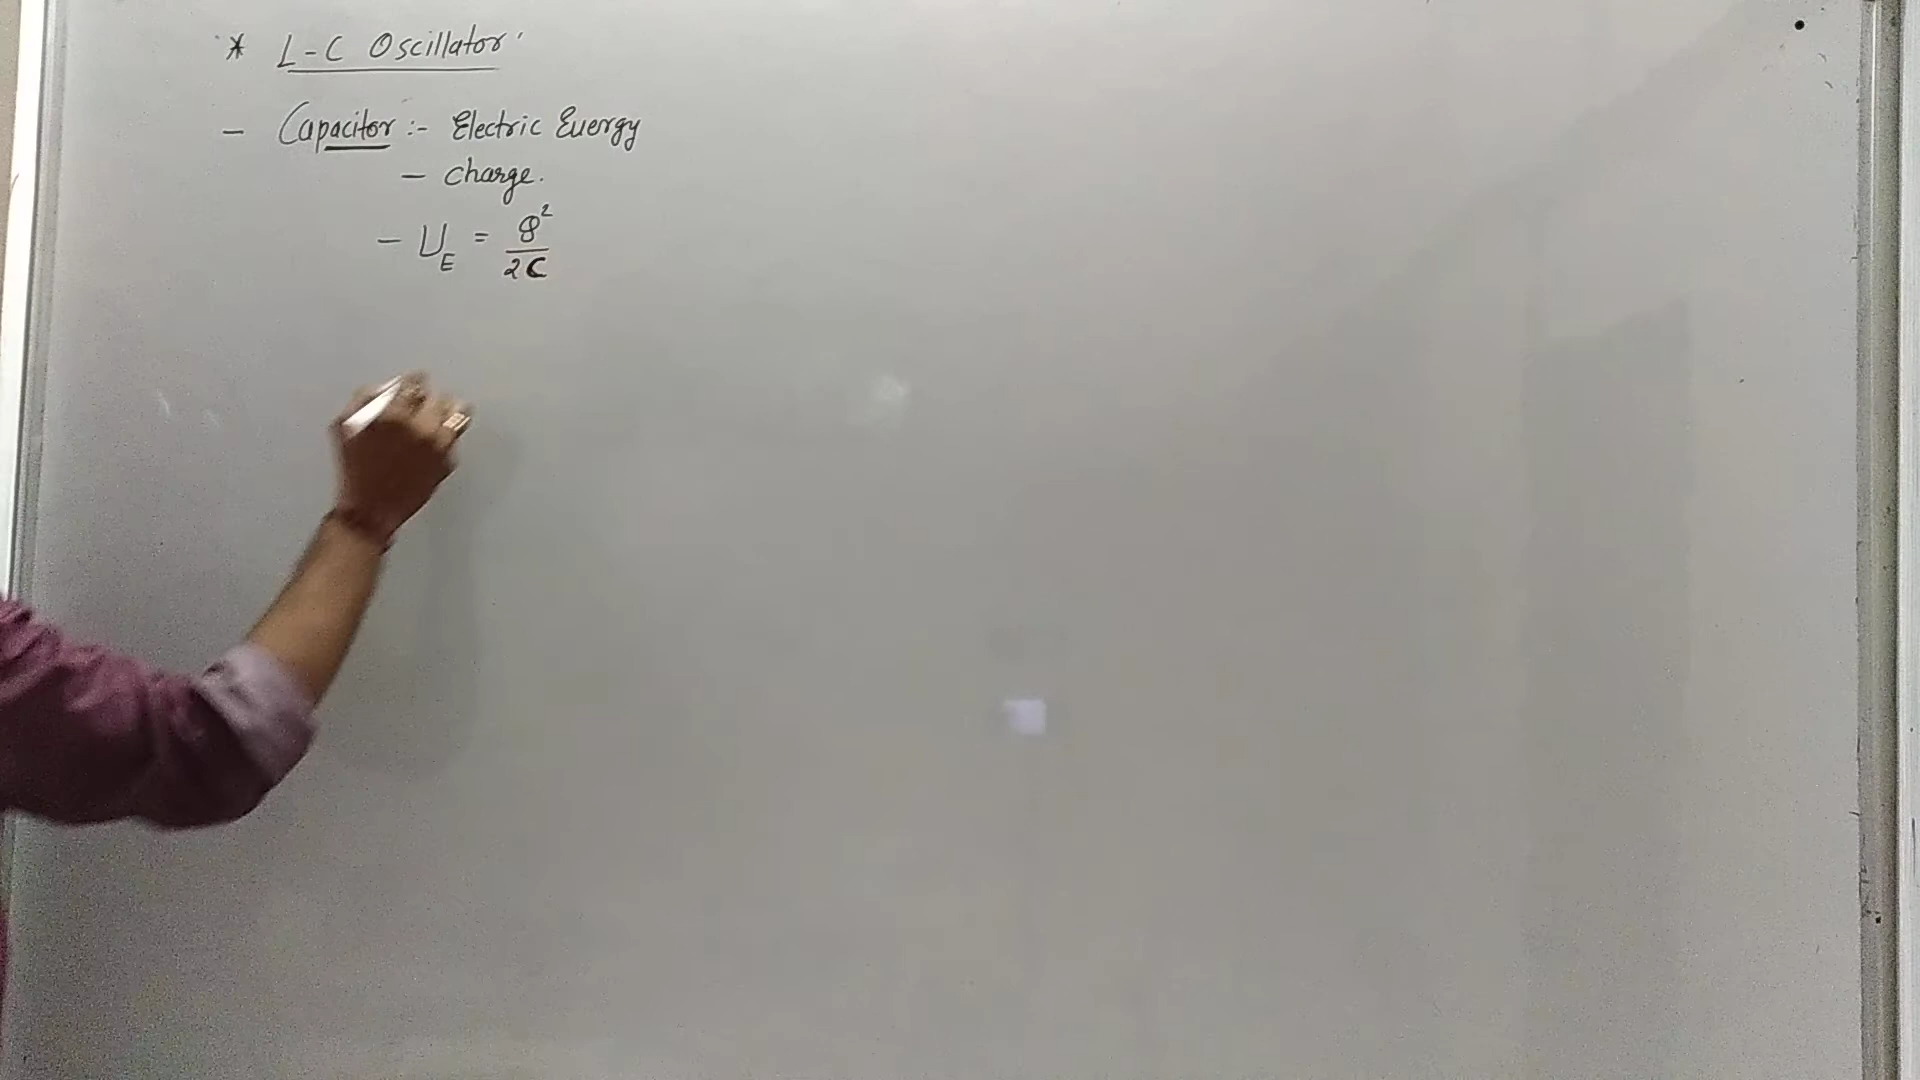 * L-C Oscillator
- Capacitor :- Electric Energy
- charge.
- U_E = Q²/2C